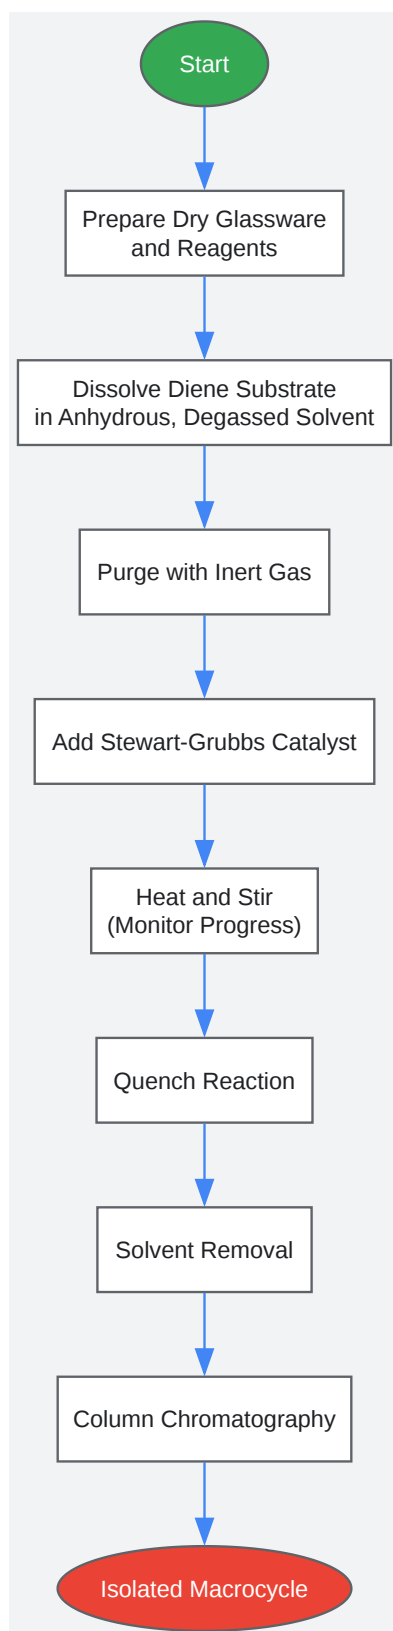 Start
Prepare Dry Glassware
and Reagents
Dissolve Diene Substrate
in Anhydrous, Degassed Solvent
Purge with Inert Gas
Add Stewart-Grubbs Catalyst
Heat and Stir
(Monitor Progress)
Quench Reaction
Solvent Removal
Column Chromatography
Isolated Macrocycle